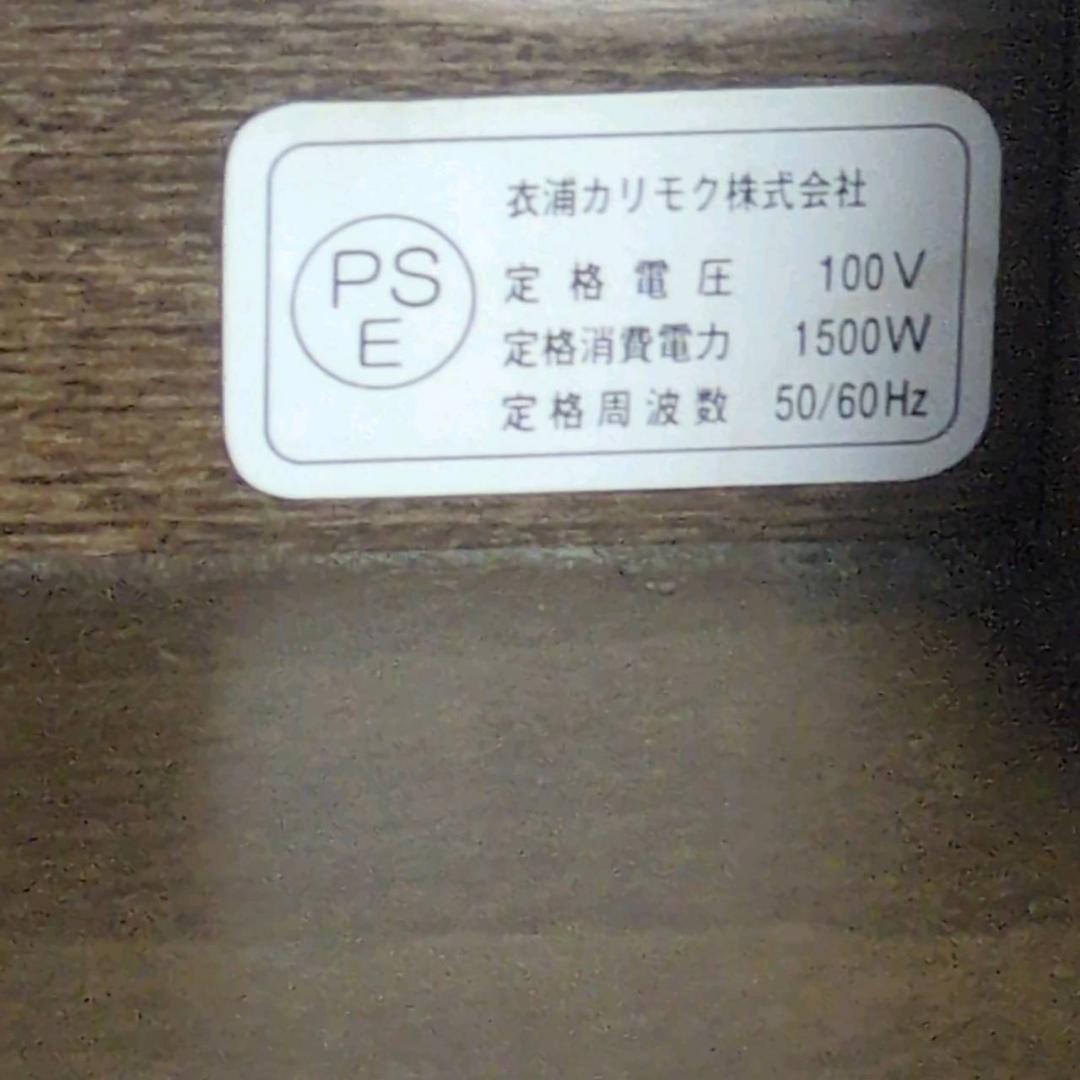 PS
E
衣浦カリモク株式会社
定格電圧 100V
定格消費電力 1500W
定格周波数 50/60Hz